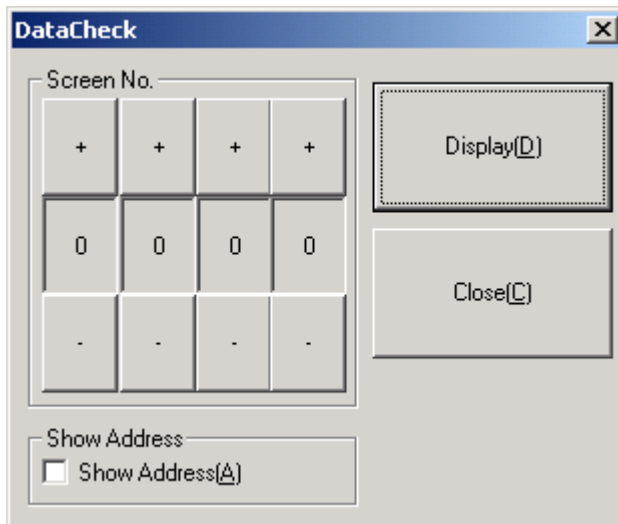 DataCheck
Screen No.
+ + + +
0 0 0 0
- - - -
Display(D)
Close(C)
Show Address
Show Address(A)